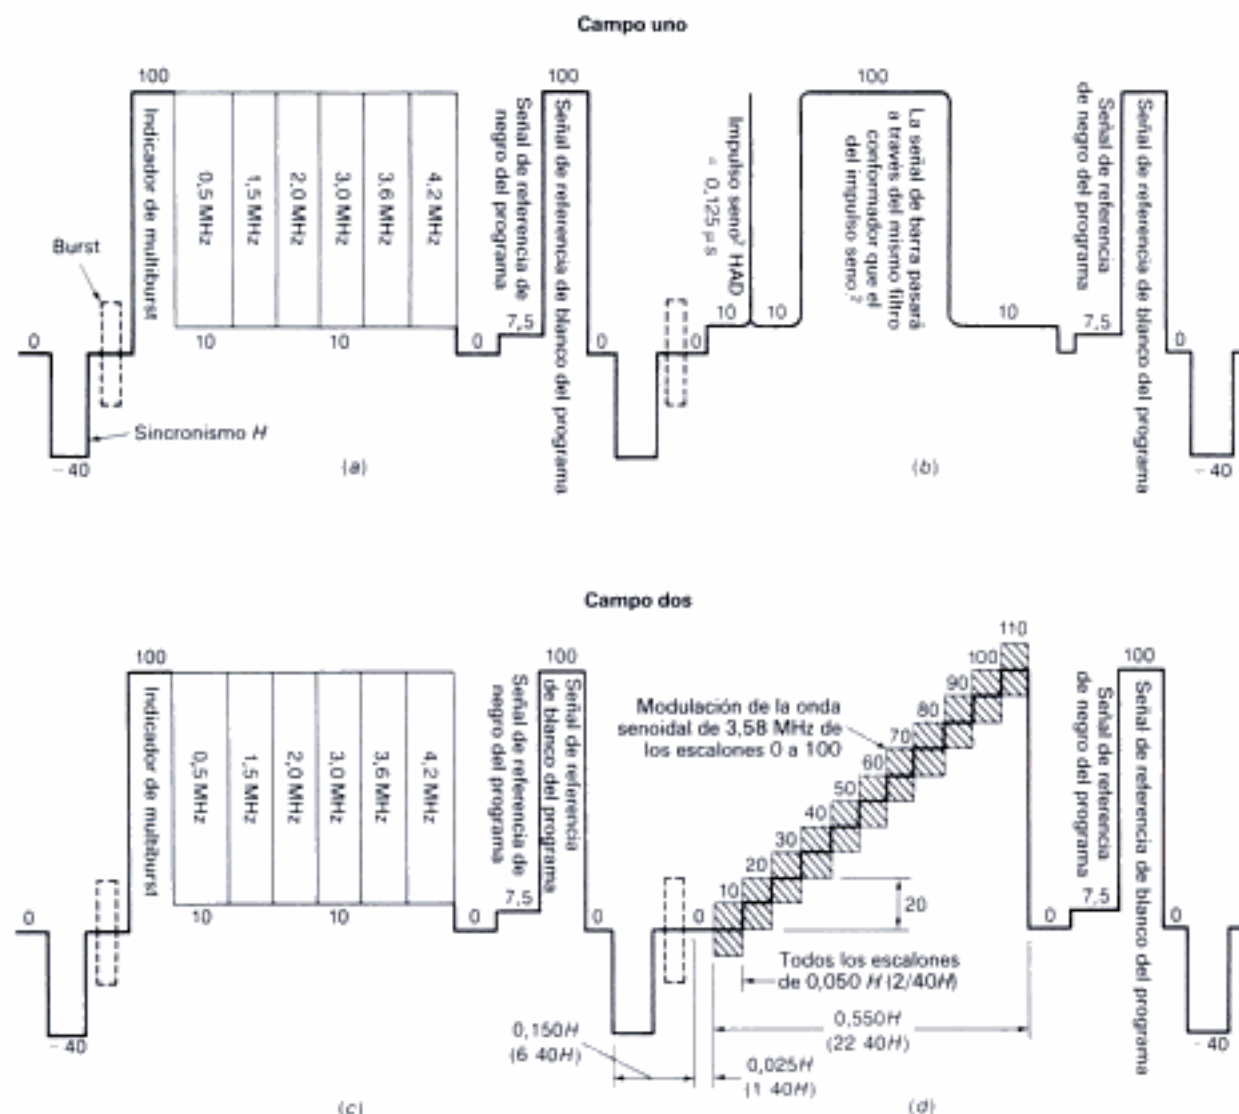 Campo uno
100
100
100
100
Indicador de multiburst
0,5 MHz
1,5 MHz
2,0 MHz
3,0 MHz
3,6 MHz
4,2 MHz
Señal de referencia de
negro del programa
Señal de referencia de blanco del programa
Impulso seno² HAD
= 0,125 µs
La señal de barra pasará
a través del mismo filtro
conformador que el
del impulso seno.²
Señal de referencia
de negro del programa
Señal de referencia de blanco del programa
Burst
0
10
10
0
7,5
0
0
10
10
10
7,5
0
Sincronismo H
-40
(a)
(b)
-40
Campo dos
100
100
110
100
90
80
70
60
50
40
30
20
10
100
Indicador de multiburst
0,5 MHz
1,5 MHz
2,0 MHz
3,0 MHz
3,6 MHz
4,2 MHz
Señal de referencia de
negro del programa
Señal de referencia
de blanco del programa
Modulación de la onda
senoidal de 3,58 MHz de
los escalones 0 a 100
Señal de referencia
de negro del programa
Señal de referencia de blanco del programa
0
10
10
0
7,5
0
0
20
0
7,5
0
Todos los escalones
de 0,050 H (2/40H)
-40
0,150H
(6 40H)
0,550H
(22 40H)
0,025H
(1 40H)
-40
(c)
(d)